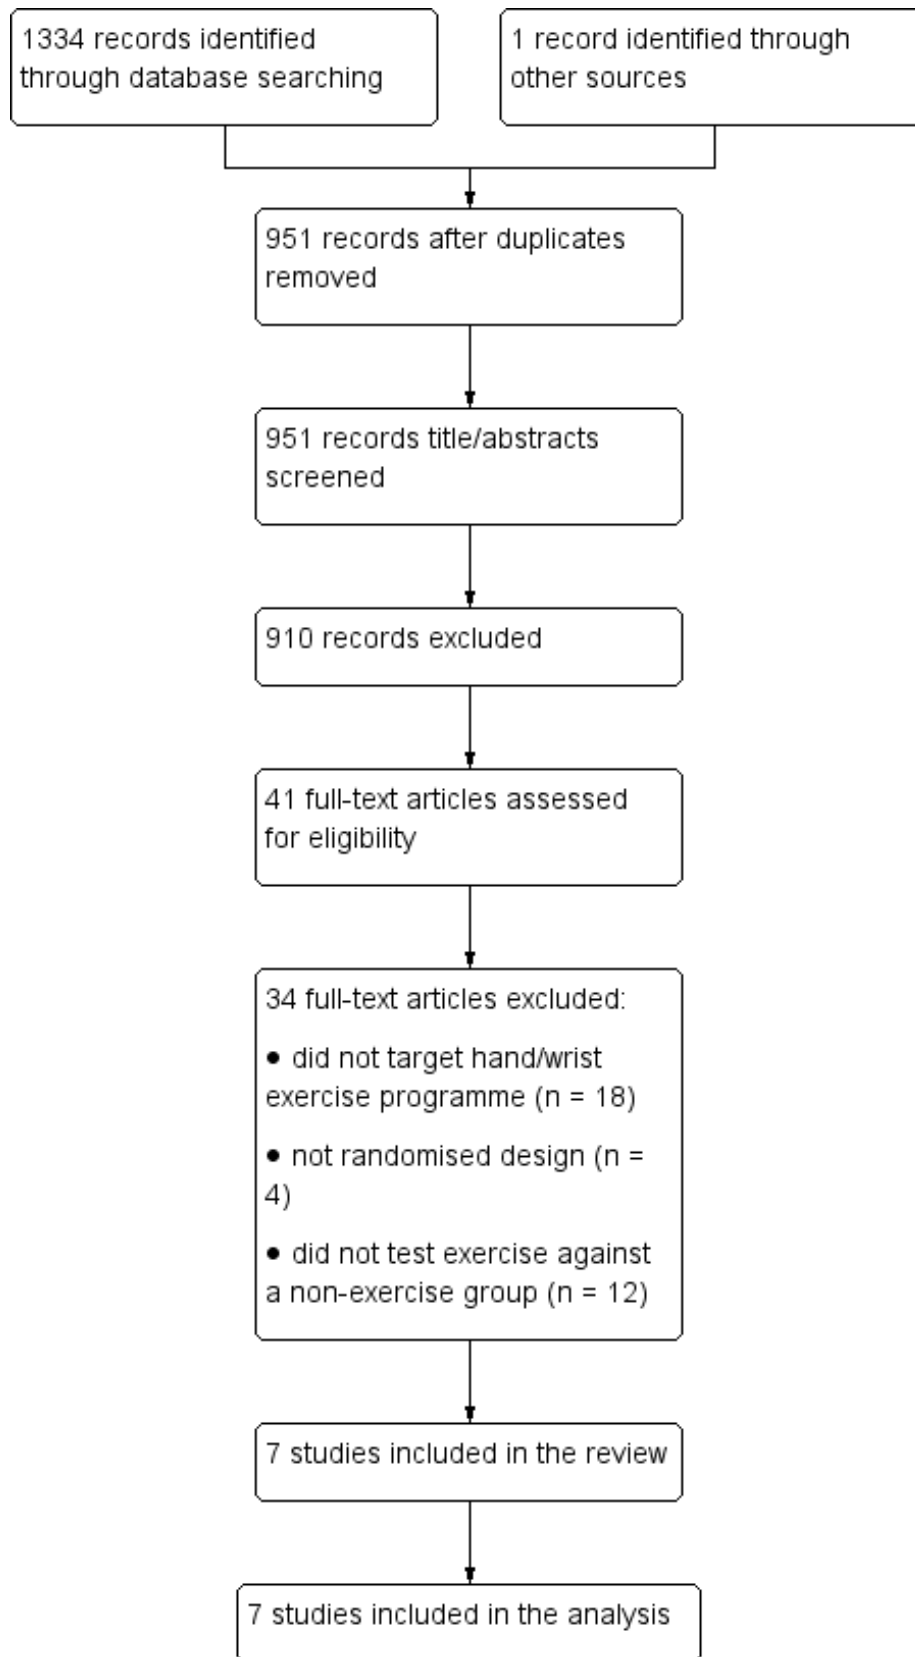 1334 records identified
through database searching
1 record identified through
other sources
951 records after duplicates
removed
951 records title/abstracts
screened
910 records excluded
41 full-text articles assessed
for eligibility
34 full-text articles excluded:
● did not target hand/wrist
exercise programme (n = 18)
● not randomised design (n =
4)
● did not test exercise against
a non-exercise group (n = 12)
7 studies included in the review
7 studies included in the analysis